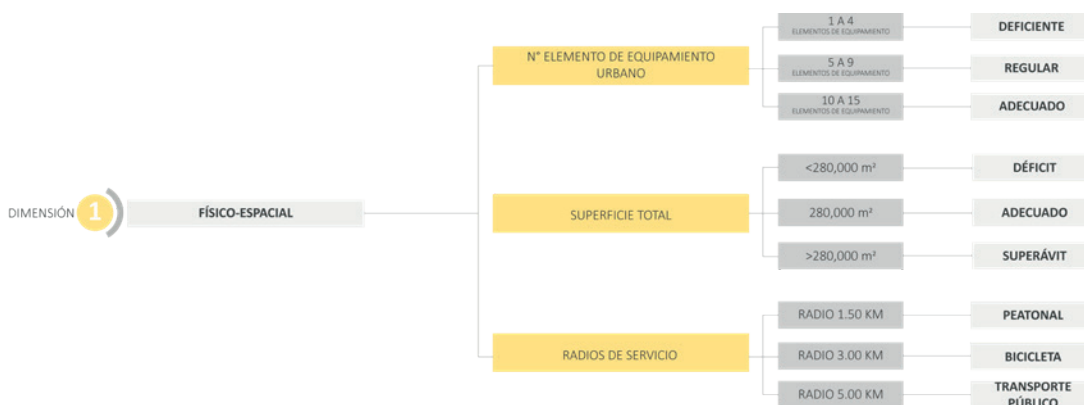 DIMENSIÓN 1
FÍSICO-ESPACIAL
N° ELEMENTO DE EQUIPAMIENTO
URBANO
1 A 4
ELEMENTOS DE EQUIPAMIENTO
DEFICIENTE
5 A 9
ELEMENTOS DE EQUIPAMIENTO
REGULAR
10 A 15
ELEMENTOS DE EQUIPAMIENTO
ADECUADO
SUPERFICIE TOTAL
<280,000 m²
DÉFICIT
280,000 m²
ADECUADO
>280,000 m²
SUPERÁVIT
RADIOS DE SERVICIO
RADIO 1.50 KM
PEATONAL
RADIO 3.00 KM
BICICLETA
RADIO 5.00 KM
TRANSPORTE
PÚBLICO